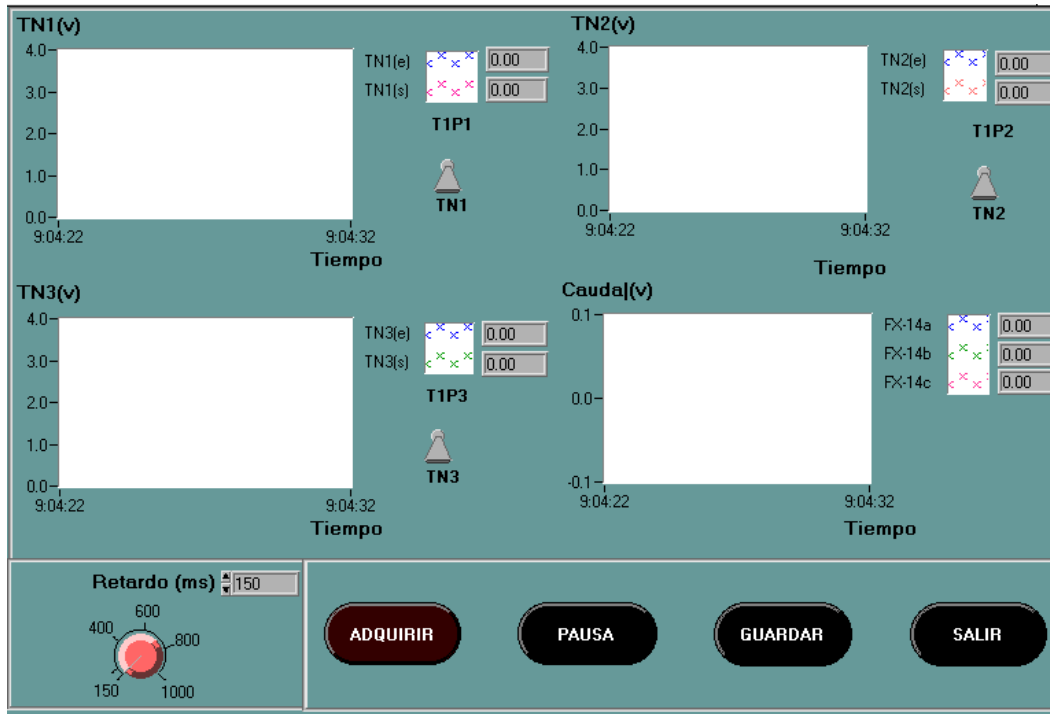 TN1(v)
4.0
3.0
2.0
1.0
0.0
9:04:22 9:04:32
Tiempo
TN1(e) 0.00
TN1(s) 0.00
T1P1
TN1
TN2(v)
4.0
3.0
2.0
1.0
0.0
9:04:22 9:04:32
Tiempo
TN2(e) 0.00
TN2(s) 0.00
T1P2
TN2
TN3(v)
4.0
3.0
2.0
1.0
0.0
9:04:22 9:04:32
Tiempo
TN3(e) 0.00
TN3(s) 0.00
T1P3
TN3
Caudal(v)
0.1
0.0
-0.1
9:04:22 9:04:32
Tiempo
FX-14a 0.00
FX-14b 0.00
FX-14c 0.00
Retardo (ms) 150
600
400 800
150 1000
ADQUIRIR PAUSA GUARDAR SALIR